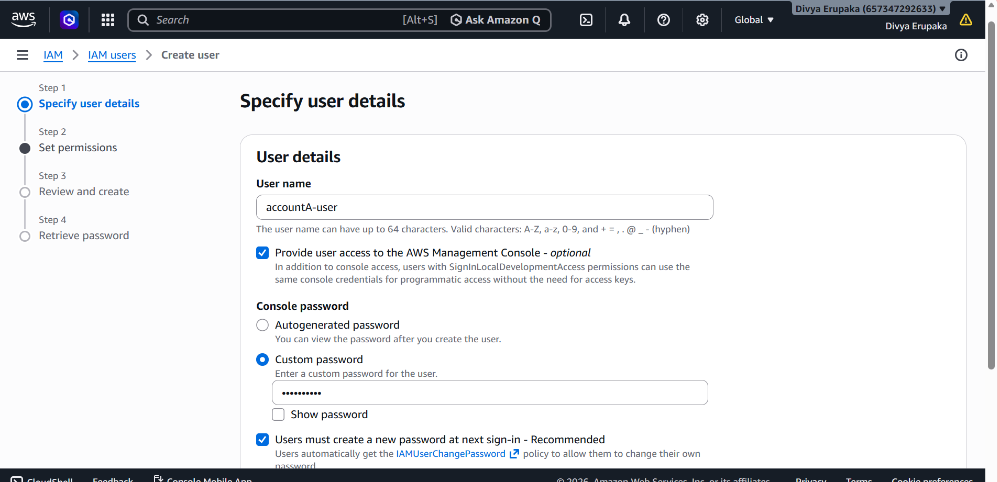 aws
Search [Alt+S] Ask Amazon Q
Global
Divya Erupaka (657347292633)
Divya Erupaka
IAM
IAM users
Create user
Step 1
Specify user details
Step 2
Set permissions
Step 3
Review and create
Step 4
Retrieve password
Specify user details
User details
User name
accountA-user
The user name can have up to 64 characters. Valid characters: A-Z, a-z, 0-9, and + = , . @ _ - (hyphen)
Provide user access to the AWS Management Console - optional
In addition to console access, users with SignInLocalDevelopmentAccess permissions can use the
same console credentials for programmatic access without the need for access keys.
Console password
Autogenerated password
You can view the password after you create the user.
Custom password
Enter a custom password for the user.
••••••••••
Show password
Users must create a new password at next sign-in - Recommended
Users automatically get the IAMUserChangePassword policy to allow them to change their own
password.
CloudShell Feedback Console Mobile App © 2026, Amazon Web Services, Inc. or its affiliates. Privacy Terms Cookie preferences